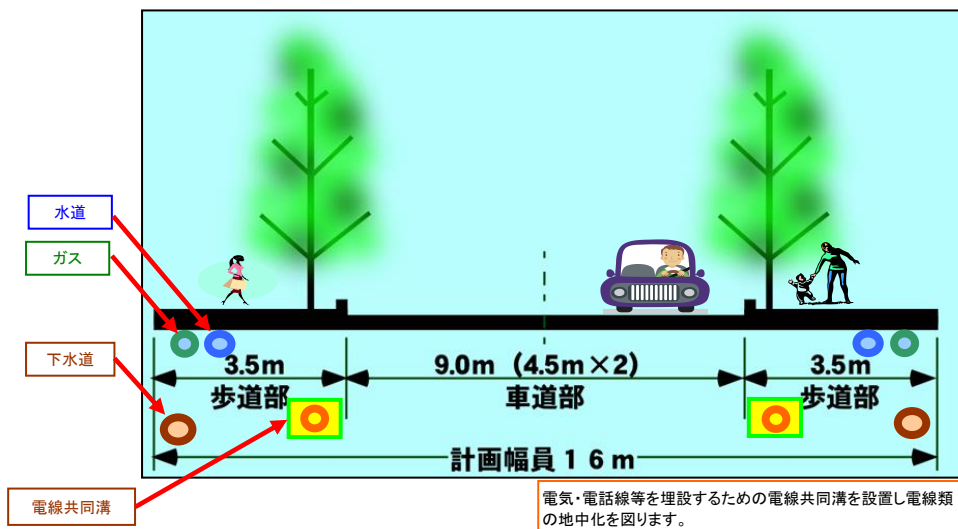 水道
ガス
下水道
電線共同溝
3.5m
歩道部
9.0m（4.5m×2）
車道部
3.5m
歩道部
計画幅員16m
電気・電話線等を埋設するための電線共同溝を設置し電線類
の地中化を図ります。